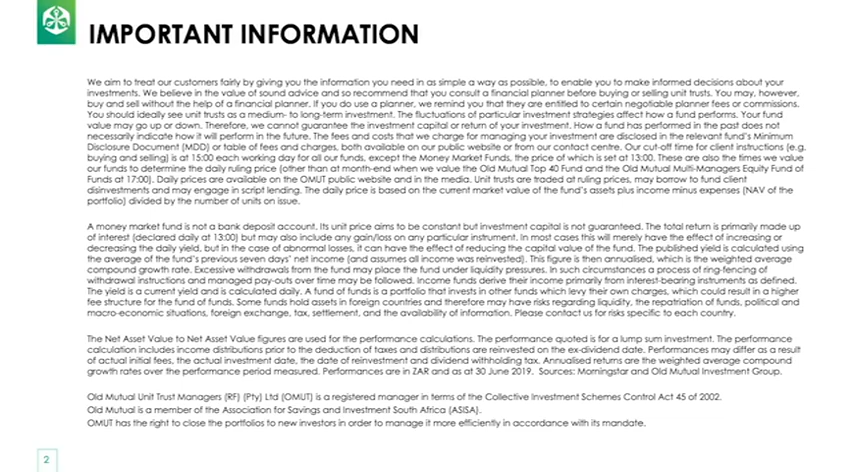 IMPORTANT INFORMATION
We aim to treat our customers fairly by giving you the information you need in as simple a way as possible, to enable you to make informed decisions about your
investments. We believe in the value of sound advice and so recommend that you consult a financial planner before buying or selling unit trusts. You may, however,
buy and sell without the help of a financial planner. If you do use a planner, we remind you that they are entitled to certain negotiable planner fees or commissions.
You should ideally see unit trusts as a medium- to long-term investment. The fluctuations of particular investment strategies affect how a fund performs. Your fund
value may go up or down. Therefore, we cannot guarantee the investment capital or return of your investment. How a fund has performed in the past does not
necessarily indicate how it will perform in the future. The fees and costs that we charge for managing your investment are disclosed in the relevant fund's Minimum
Disclosure Document (MDD) or table of fees and charges, both available on our public website or from our contact centre. Our cut-off time for client instructions (e.g.
buying and selling) is at 15:00 each working day for all our funds, except the Money Market Funds, the price of which is set at 13:00. These are also the times we value
our funds to determine the daily ruling price (other than at month-end when we value the Old Mutual Top 40 Fund and the Old Mutual Multi-Managers Equity Fund of
Funds at 17:00). Daily prices are available on the OMUT public website and in the media. Unit trusts are traded at ruling prices, may borrow to fund client
disinvestments and may engage in script lending. The daily price is based on the current market value of the fund's assets plus income minus expenses (NAV of the
portfolio) divided by the number of units on issue.
A money market fund is not a bank deposit account. Its unit price aims to be constant but investment capital is not guaranteed. The total return is primarily made up
of interest (declared daily at 13:00) but may also include any gain/loss on any particular instrument. In most cases this will merely have the effect of increasing or
decreasing the daily yield, but in the case of abnormal losses, it can have the effect of reducing the capital value of the fund. The published yield is calculated using
the average of the fund's previous seven days' net income (and assumes all income was reinvested). This figure is then annualised, which is the weighted average
compound growth rate. Excessive withdrawals from the fund may place the fund under liquidity pressures. In such circumstances a process of ring-fencing of
withdrawal instructions and managed pay-outs over time may be followed. Income funds derive their income primarily from interest-bearing instruments as defined.
The yield is a current yield and is calculated daily. A fund of funds is a portfolio that invests in other funds which levy their own charges, which could result in a higher
fee structure for the fund of funds. Some funds hold assets in foreign countries and therefore may have risks regarding liquidity, the repatriation of funds, political and
macro-economic situations, foreign exchange, tax, settlement, and the availability of information. Please contact us for risks specific to each country.
The Net Asset Value to Net Asset Value figures are used for the performance calculations. The performance quoted is for a lump sum investment. The performance
calculation includes income distributions prior to the deduction of taxes and distributions are reinvested on the ex-dividend date. Performances may differ as a result
of actual initial fees, the actual investment date, the date of reinvestment and dividend withholding tax. Annualised returns are the weighted average compound
growth rates over the performance period measured. Performances are in ZAR and as at 30 June 2019. Sources: Morningstar and Old Mutual Investment Group.
Old Mutual Unit Trust Managers (RF) (Pty) Ltd (OMUT) is a registered manager in terms of the Collective Investment Schemes Control Act 45 of 2002.
Old Mutual is a member of the Association for Savings and Investment South Africa (ASISA).
OMUT has the right to close the portfolios to new investors in order to manage it more efficiently in accordance with its mandate.
2